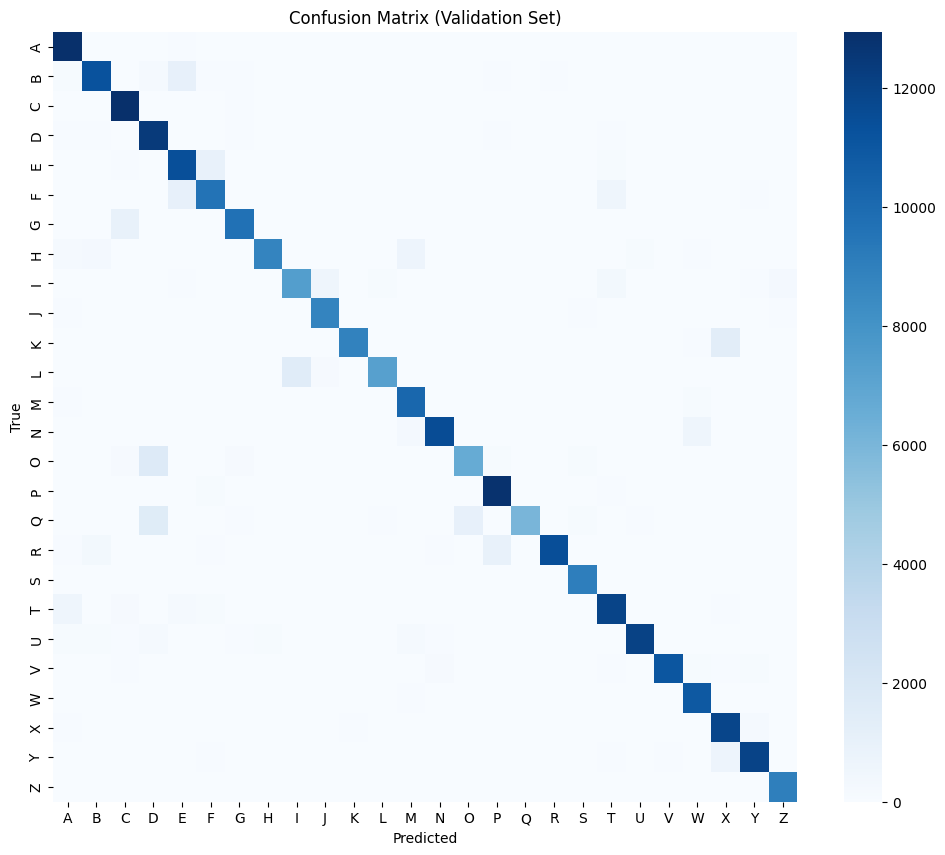 Confusion Matrix (Validation Set)
True
A
B
C
D
E
F
G
H
I
J
K
L
M
N
O
P
Q
R
S
T
U
V
W
X
Y
Z
A B C D E F G H I J K L M N O P Q R S T U V W X Y Z
Predicted
12000
10000
8000
6000
4000
2000
0